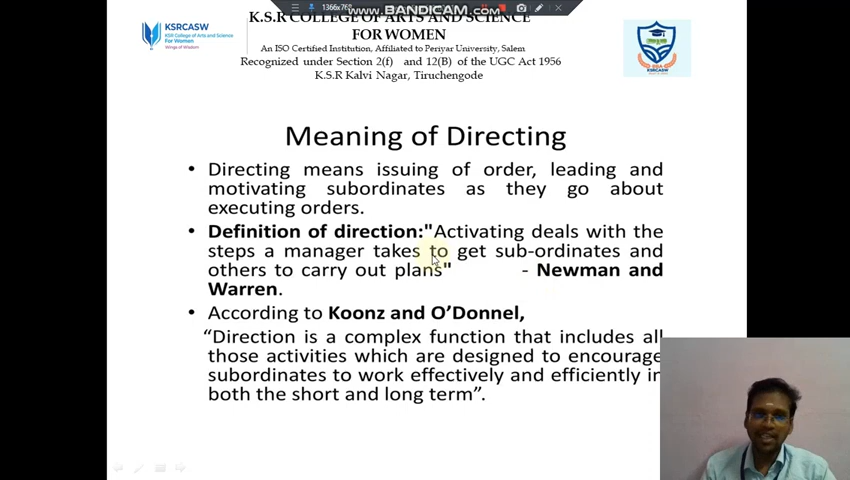 1366x768
www.BANDICAM.com
K.S.R COLLEGE OF ARTS AND SCIENCE
FOR WOMEN
An ISO Certified Institution, Affiliated to Periyar University, Salem
Recognized under Section 2(f) and 12(B) of the UGC Act 1956
K.S.R Kalvi Nagar, Tiruchengode
KSRCASW
KSR College of Arts and Science
For Women
Wings of Wisdom
KSRCASW
Meaning of Directing
• Directing means issuing of order, leading and
motivating subordinates as they go about
executing orders.
• Definition of direction:"Activating deals with the
steps a manager takes to get sub-ordinates and
others to carry out plans" - Newman and
Warren.
• According to Koonz and O’Donnel,
“Direction is a complex function that includes all
those activities which are designed to encourage
subordinates to work effectively and efficiently in
both the short and long term”.